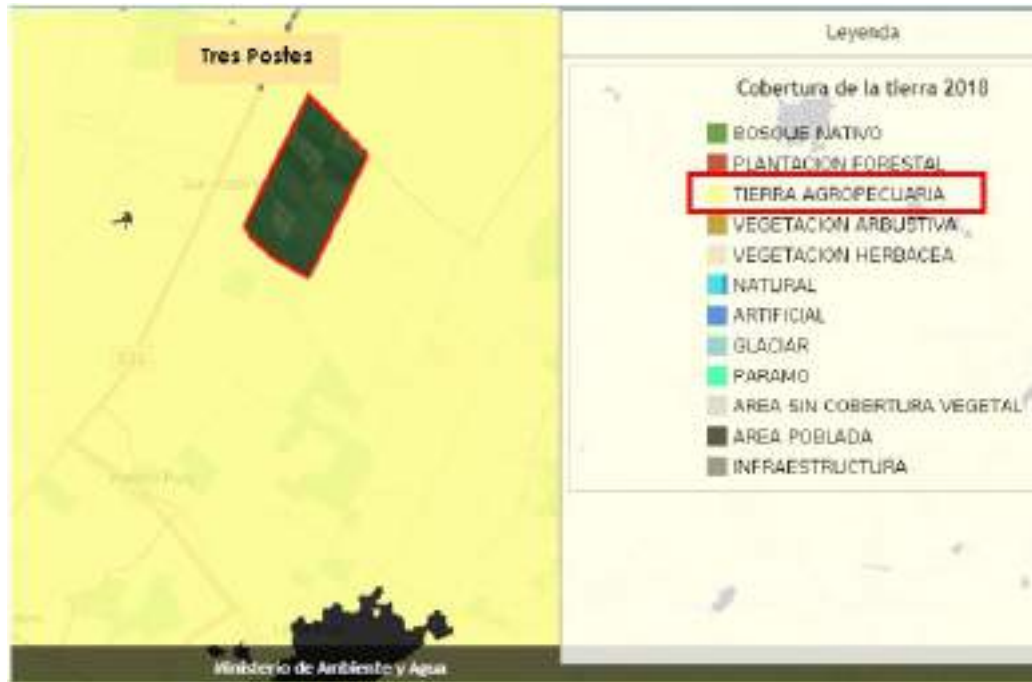 Tres Postes
Leyenda
Cobertura de la tierra 2018
BOSQUE NATIVO
PLANTACION FORESTAL
TIERRA AGROPECUARIA
VEGETACION ARBUSTIVA
VEGETACION HERBACEA
NATURAL
ARTIFICIAL
GLACIAR
PARAMO
AREA SIN COBERTURA VEGETAL
AREA POBLADA
INFRAESTRUCTURA
Ministerio de Ambiente y Agua